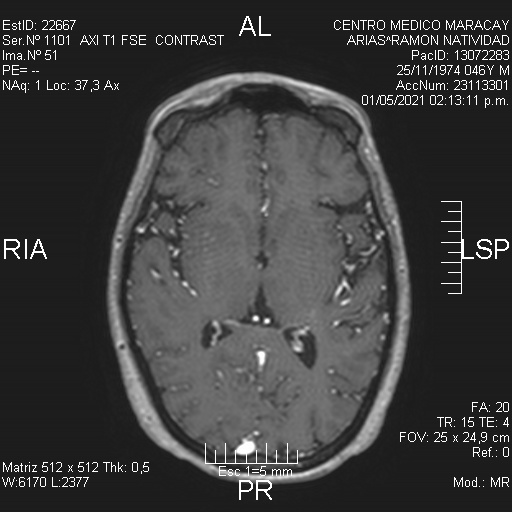 EstID: 22667
Ser.Nº 1101 AXI T1 FSE CONTRAST
Ima.Nº 51
PE= --
NAq: 1 Loc: 37,3 Ax
AL
CENTRO MEDICO MARACAY
ARIAS^RAMON NATIVIDAD
PacID: 13072283
25/11/1974 046Y M
AccNum: 23113301
01/05/2021 02:13:11 p.m.
RIA
LSP
FA: 20
TR: 15 TE: 4
FOV: 25 x 24,9 cm
Ref.: 0
Mod.: MR
Matriz 512 x 512 Thk: 0,5
W:6170 L:2377
Esc 1=5 mm
PR